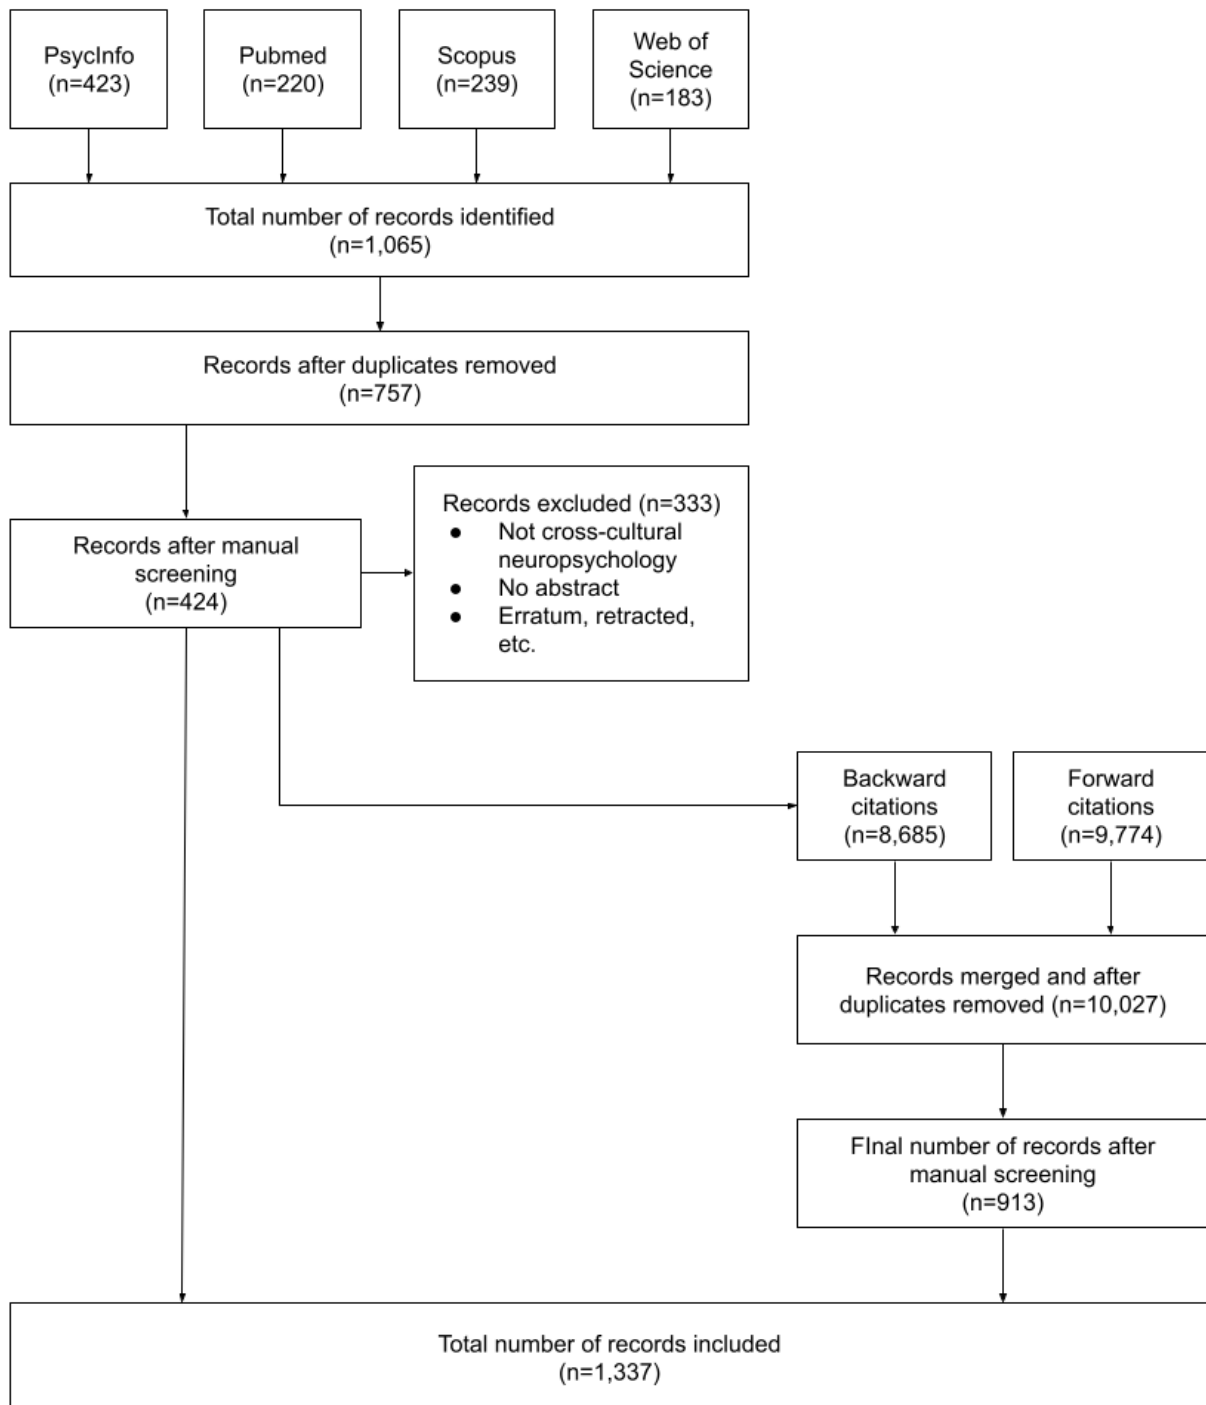 PsycInfo
(n=423)
Pubmed
(n=220)
Scopus
(n=239)
Web of
Science
(n=183)
Total number of records identified
(n=1,065)
Records after duplicates removed
(n=757)
Records after manual
screening
(n=424)
Records excluded (n=333)
● Not cross-cultural
neuropsychology
● No abstract
● Erratum, retracted,
etc.
Backward
citations
(n=8,685)
Forward
citations
(n=9,774)
Records merged and after
duplicates removed (n=10,027)
FInal number of records after
manual screening
(n=913)
Total number of records included
(n=1,337)